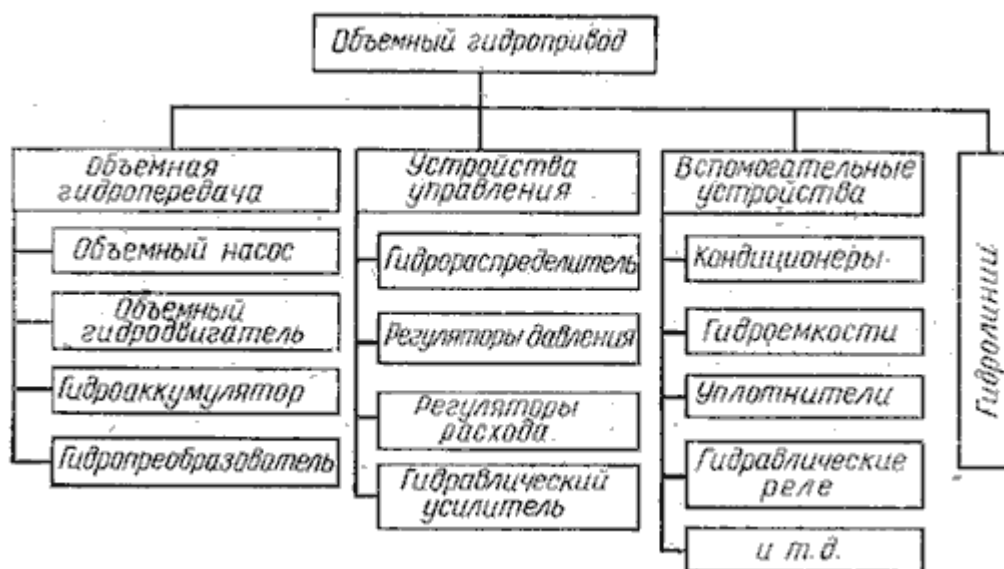 Объемный гидропривод
Объемная
гидропередача
Объемный насос
Объемный
гидродвигатель
Гидроаккумулятор
Гидропреобразователь
Устройства
управления
Гидрораспределитель
Регуляторы давления
Регуляторы
расхода
Гидравлический
усилитель
Вспомогательные
устройства
Кондиционеры
Гидроемкости
Уплотнители
Гидравлические
реле
и т.д.
Гидролиний